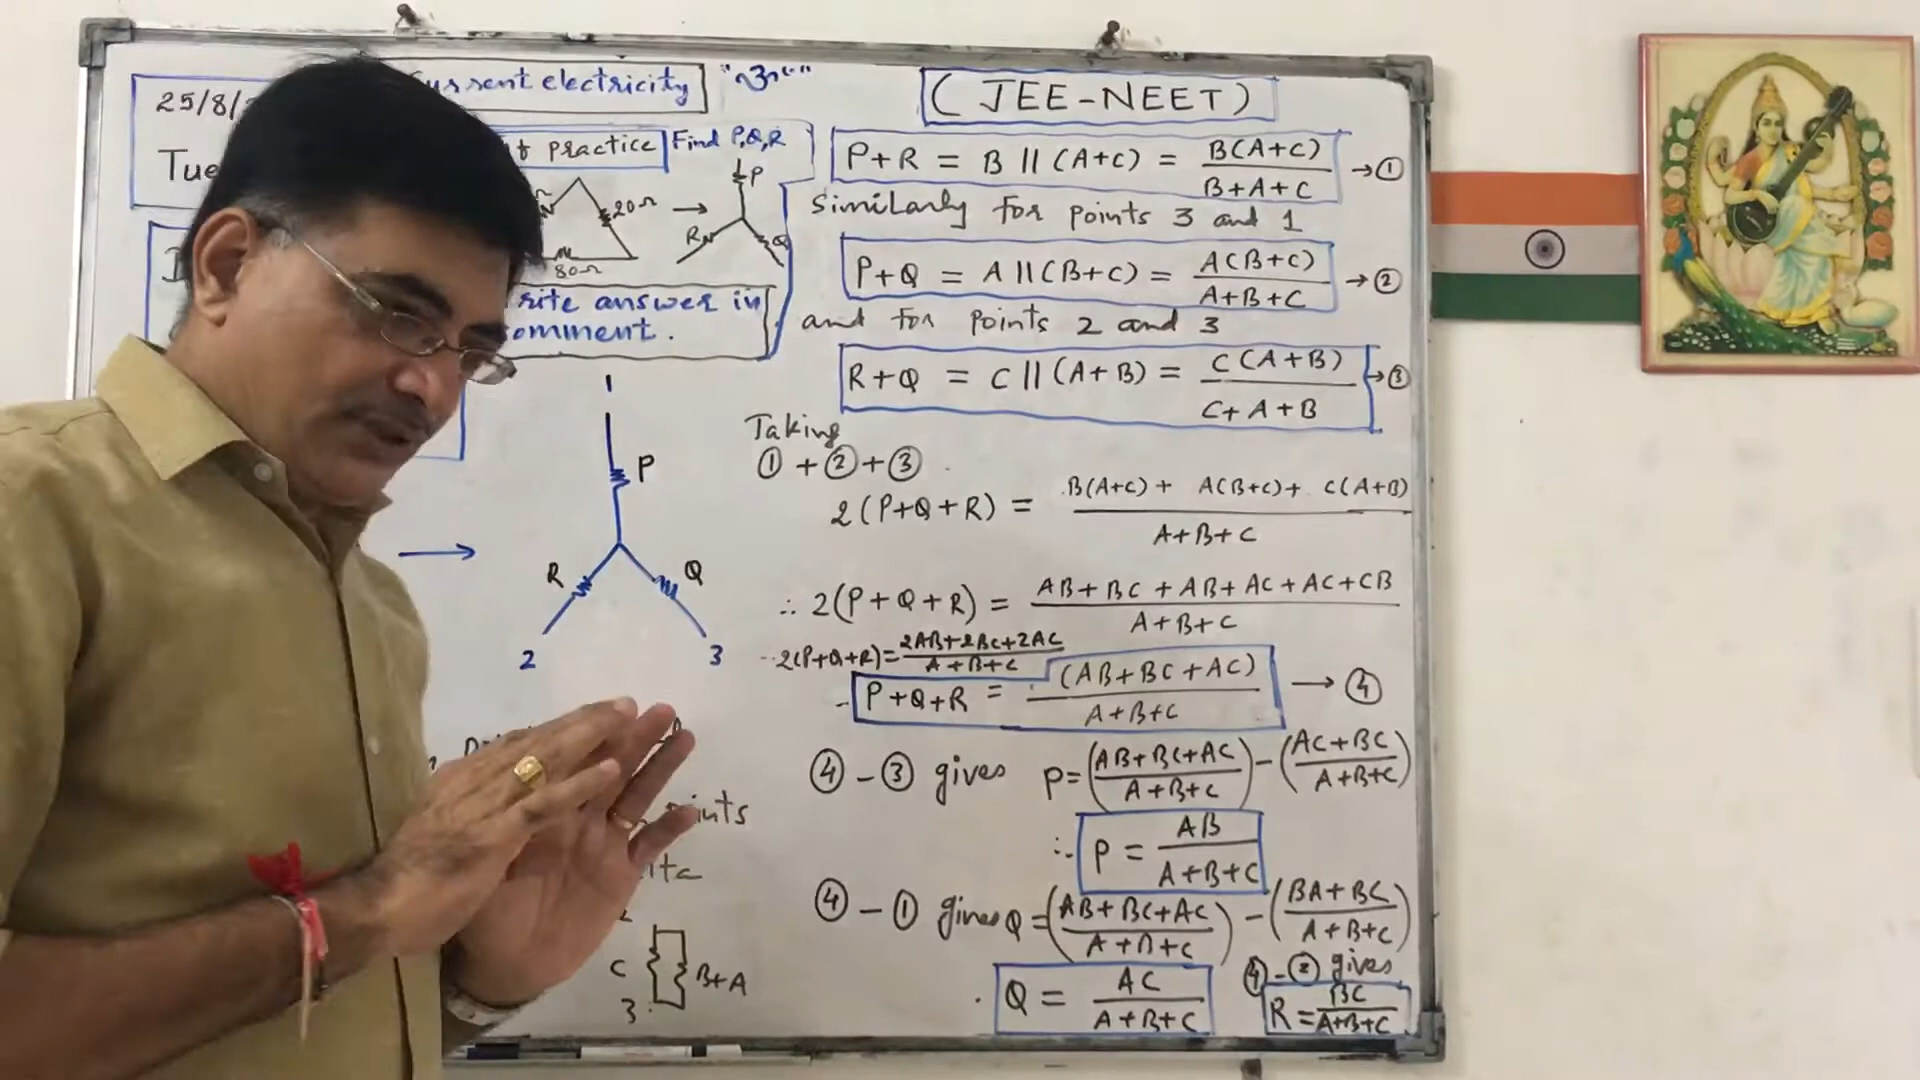 25/8/
Tue
current electricity
"ॐ"
(JEE-NEET)
practice
Find P,Q,R
P
20Ω
R
Q
80Ω
rite answer in
omment.
1
P
R
Q
2
3
P+R = B || (A+C) = B(A+C) / B+A+C → ①
Similarly for points 3 and 1
P+Q = A || (B+C) = A(B+C) / A+B+C → ②
and for points 2 and 3
R+Q = C || (A+B) = C(A+B) / C+A+B → ③
Taking
① + ② + ③
2(P+Q+R) = B(A+C) + A(B+C) + C(A+B) / A+B+C
∴ 2(P+Q+R) = AB+BC+AB+AC+AC+CB / A+B+C
2(P+Q+R) = 2AB+2BC+2AC / A+B+C
P+Q+R = (AB+BC+AC) / A+B+C → ④
④ - ③ gives P = (AB+BC+AC / A+B+C) - (AC+BC / A+B+C)
∴ P = AB / A+B+C
④ - ① gives Q = (AB+BC+AC / A+B+C) - (BA+BC / A+B+C)
Q = AC / A+B+C
④ - ② gives
R = BC / A+B+C
C
B+A
3